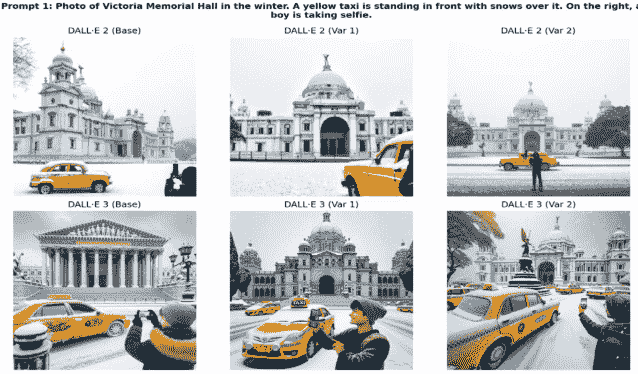 Prompt 1: Photo of Victoria Memorial Hall in the winter. A yellow taxi is standing in front with snows over it. On the right, a
boy is taking selfie.
DALL·E 2 (Base) DALL·E 2 (Var 1) DALL·E 2 (Var 2)
DALL·E 3 (Base) DALL·E 3 (Var 1) DALL·E 3 (Var 2)
TAXI